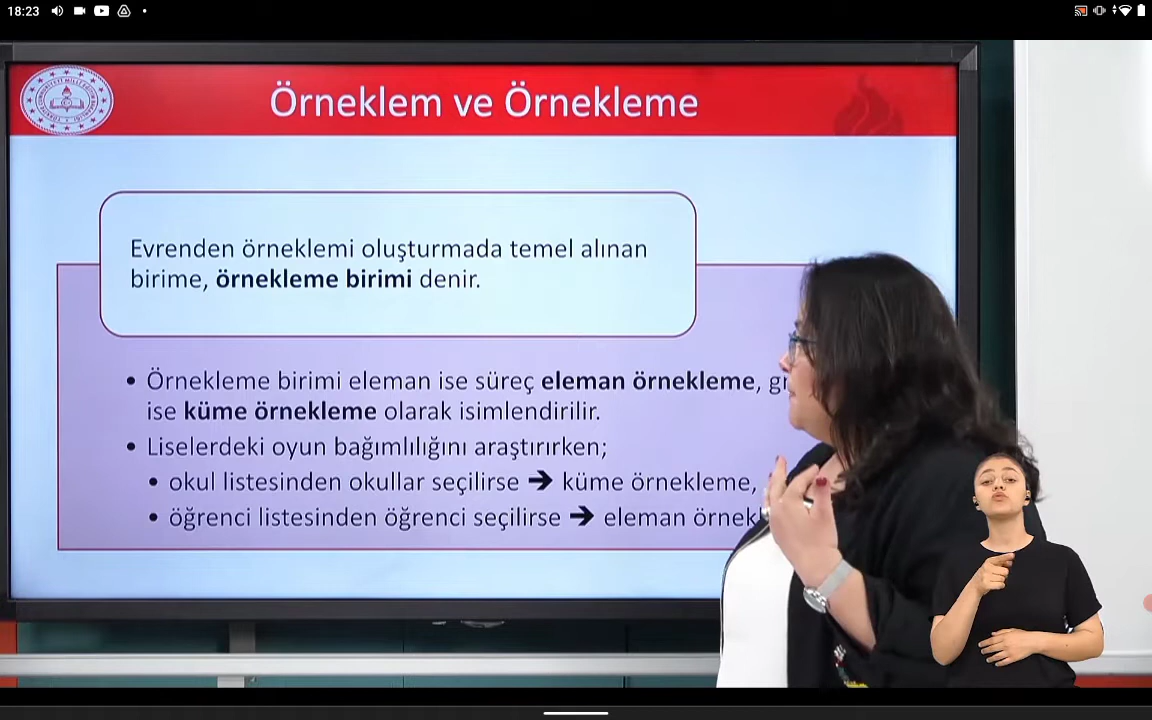 18:23
Örneklem ve Örnekleme
Evrenden örneklemi oluşturmada temel alınan
birime, örnekleme birimi denir.
• Örnekleme birimi eleman ise süreç eleman örnekleme,
ise küme örnekleme olarak isimlendirilir.
• Liselerdeki oyun bağımlılığını araştırırken;
• okul listesinden okullar seçilirse ➔ küme örnekleme,
• öğrenci listesinden öğrenci seçilirse ➔ eleman